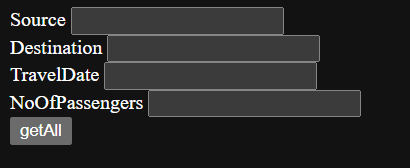 Source
Destination
TravelDate
NoOfPassengers
getAll